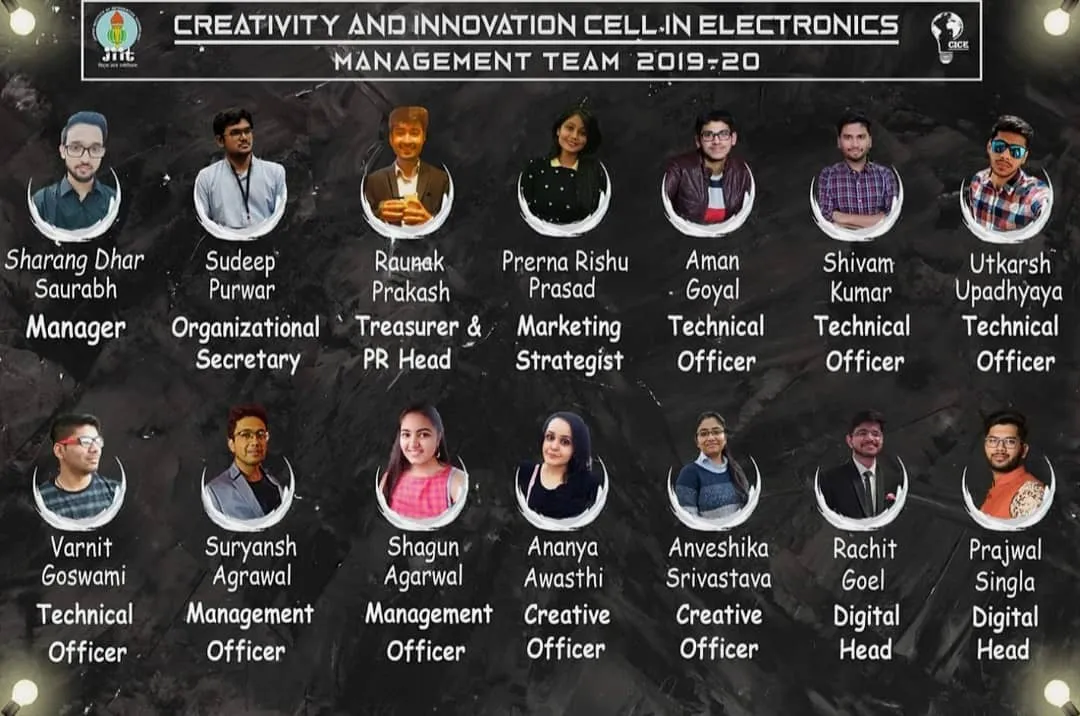 CREATIVITY AND INNOVATION CELL-IN ELECTRONICS
MANAGEMENT TEAM 2019-20
JIIT
CICE
Sharang Dhar
Saurabh
Manager
Sudeep
Purwar
Organizational
Secretary
Raunak
Prakash
Treasurer &
PR Head
Prerna Rishu
Prasad
Marketing
Strategist
Aman
Goyal
Technical
Officer
Shivam
Kumar
Technical
Officer
Utkarsh
Upadhyaya
Technical
Officer
Varnit
Goswami
Technical
Officer
Suryansh
Agrawal
Management
Officer
Shagun
Agarwal
Management
Officer
Ananya
Awasthi
Creative
Officer
Anveshika
Srivastava
Creative
Officer
Rachit
Goel
Digital
Head
Prajwal
Singla
Digital
Head